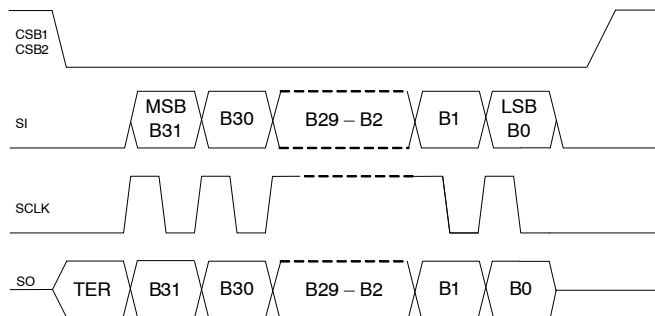 CSB1
CSB2
SI
MSB
B31
B30
B29 – B2
B1
LSB
B0
SCLK
SO
TER
B31
B30
B29 – B2
B1
B0